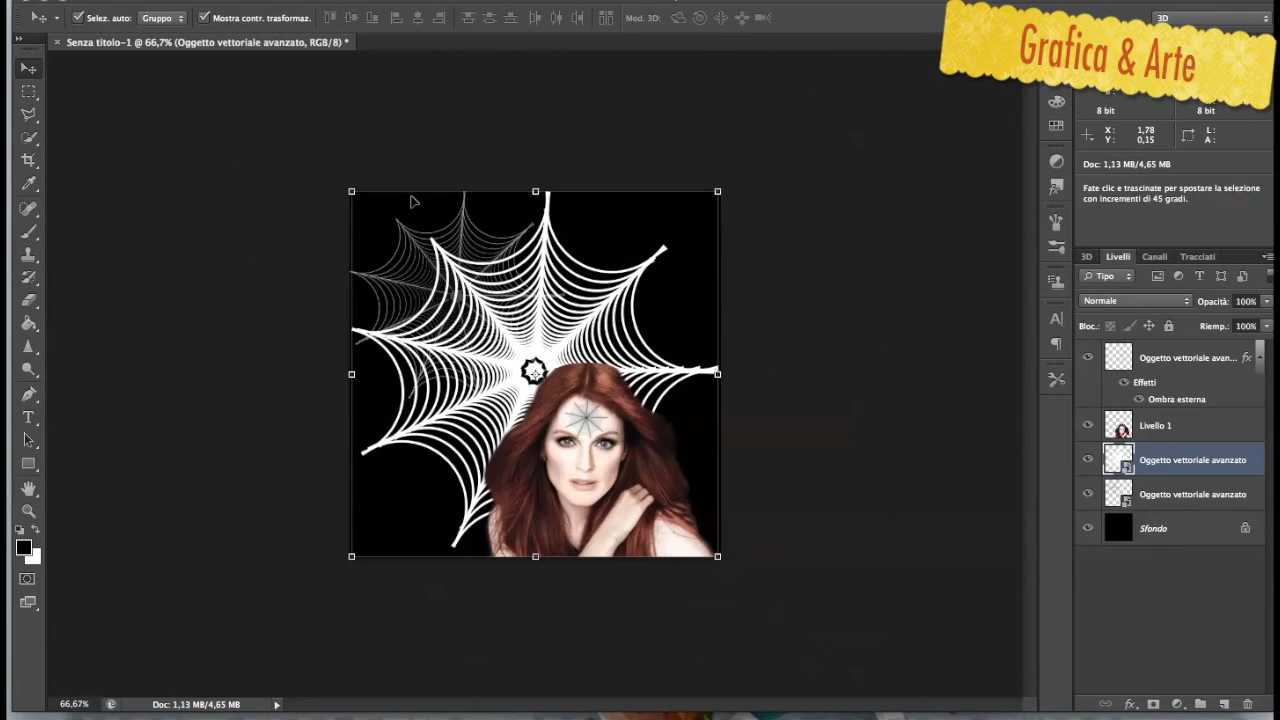 Selez. auto: Gruppo Mostra contr. trasformaz. Mod. 3D: 3D
Grafica & Arte
Senza titolo-1 @ 66,7% (Oggetto vettoriale avanzato, RGB/8) *
8 bit 8 bit
X: 1,78 L:
Y: 0,15 A:
Doc: 1,13 MB/4,65 MB
Fate clic e trascinate per spostare la selezione
con incrementi di 45 gradi.
3D Livelli Canali Tracciati
Tipo
Normale Opacità: 100%
Bloc.: Riemp.: 100%
Oggetto vettoriale avan... fx
Effetti
Ombra esterna
Livello 1
Oggetto vettoriale avanzato
Oggetto vettoriale avanzato
Sfondo
66,67% Doc: 1,13 MB/4,65 MB